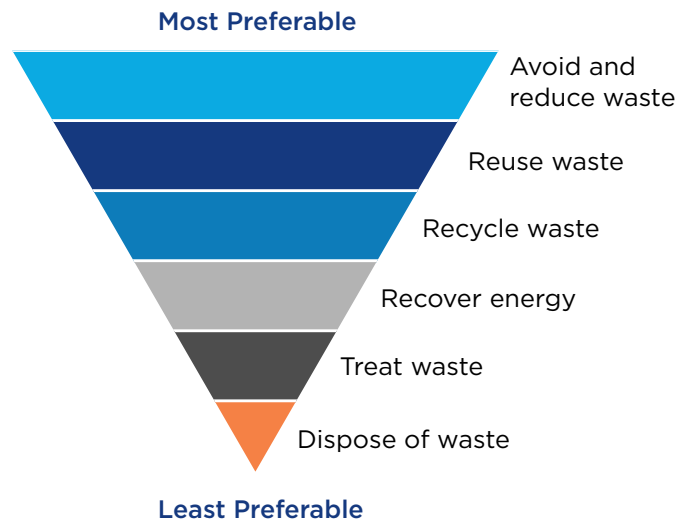 Most Preferable
Avoid and
reduce waste
Reuse waste
Recycle waste
Recover energy
Treat waste
Dispose of waste
Least Preferable